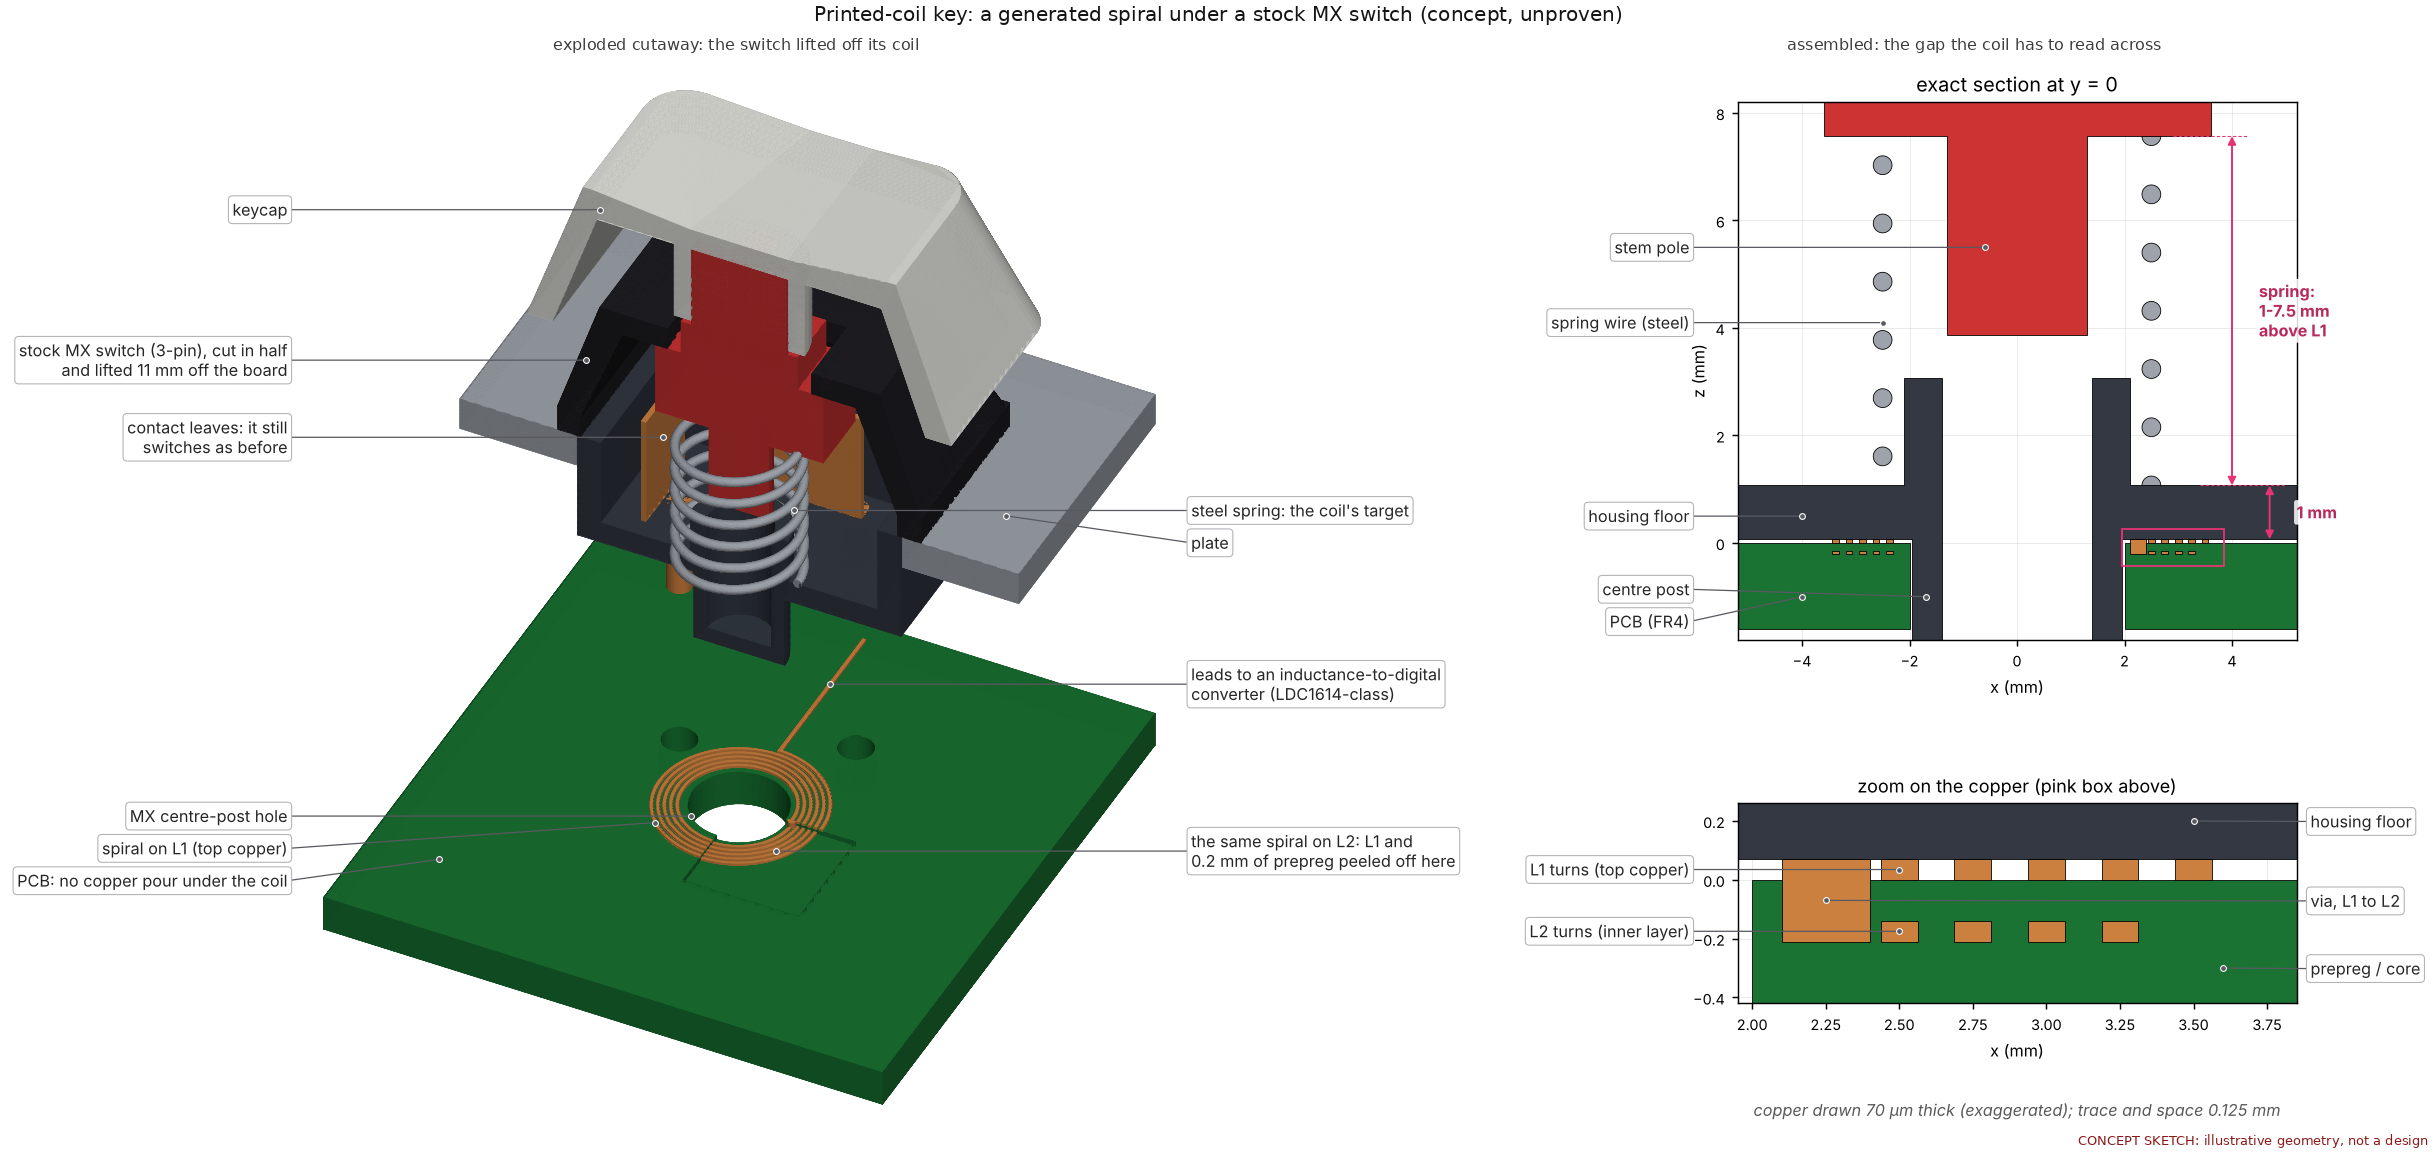 Printed-coil key: a generated spiral under a stock MX switch (concept, unproven)
exploded cutaway: the switch lifted off its coil
keycap
stock MX switch (3-pin), cut in half
and lifted 11 mm off the board
contact leaves: it still
switches as before
steel spring: the coil's target
plate
leads to an inductance-to-digital
converter (LDC1614-class)
MX centre-post hole
spiral on L1 (top copper)
PCB: no copper pour under the coil
the same spiral on L2: L1 and
0.2 mm of prepreg peeled off here
assembled: the gap the coil has to read across
exact section at y = 0
8
6
4
2
0
z (mm)
stem pole
spring wire (steel)
housing floor
centre post
PCB (FR4)
spring:
1-7.5 mm
above L1
1 mm
−4
−2
0
2
4
x (mm)
zoom on the copper (pink box above)
0.2
0.0
−0.2
−0.4
L1 turns (top copper)
L2 turns (inner layer)
housing floor
via, L1 to L2
prepreg / core
2.00
2.25
2.50
2.75
3.00
3.25
3.50
3.75
x (mm)
copper drawn 70 µm thick (exaggerated); trace and space 0.125 mm
CONCEPT SKETCH: illustrative geometry, not a design